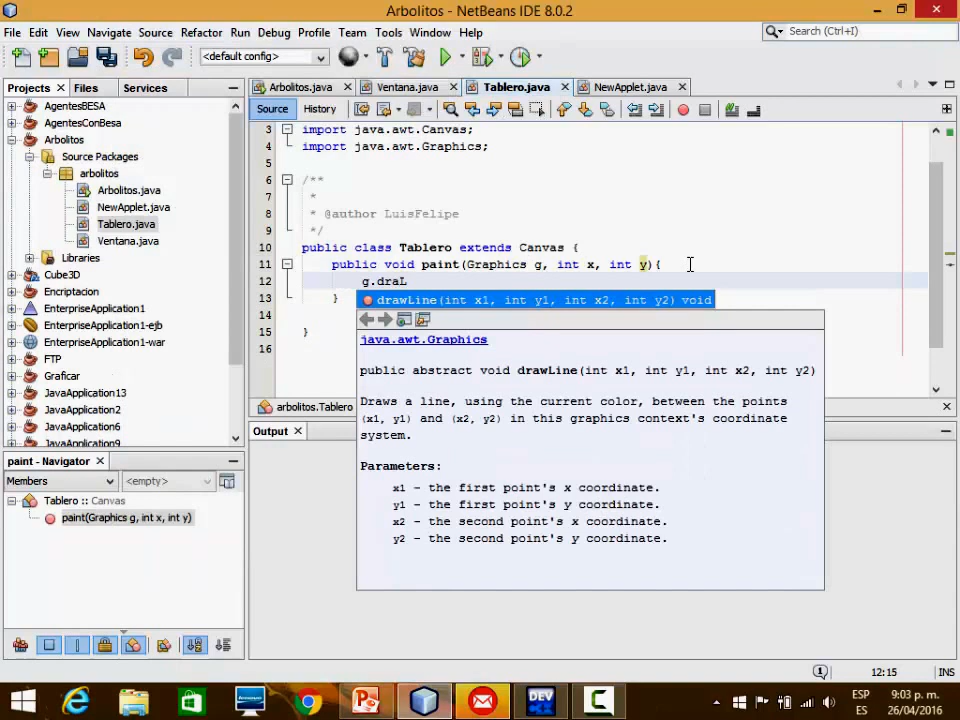 Arbolitos - NetBeans IDE 8.0.2
File Edit View Navigate Source Refactor Run Debug Profile Team Tools Window Help
Search (Ctrl+I)
<default config>
Projects Files Services
Arbolitos.java Ventana.java Tablero.java NewApplet.java
Source History
AgentesBESA
AgentesConBesa
Arbolitos
Source Packages
arbolitos
Arbolitos.java
NewApplet.java
Tablero.java
Ventana.java
Libraries
Cube3D
Encriptacion
EnterpriseApplication1
EnterpriseApplication1-ejb
EnterpriseApplication1-war
FTP
Graficar
JavaApplication13
JavaApplication2
JavaApplication6
JavaApplication9
3 import java.awt.Canvas;
4 import java.awt.Graphics;
5
6 /**
7 *
8 * @author LuisFelipe
9 */
10 public class Tablero extends Canvas {
11 public void paint(Graphics g, int x, int y){
12 g.draL
13 }
14
15 }
16
drawLine(int x1, int y1, int x2, int y2) void
java.awt.Graphics
public abstract void drawLine(int x1, int y1, int x2, int y2)
Draws a line, using the current color, between the points
(x1, y1) and (x2, y2) in this graphics context's coordinate
system.
Parameters:
x1 - the first point's x coordinate.
y1 - the first point's y coordinate.
x2 - the second point's x coordinate.
y2 - the second point's y coordinate.
arbolitos.Tablero
Output
paint - Navigator
Members <empty>
Tablero :: Canvas
paint(Graphics g, int x, int y)
12:15 INS
ESP
ES
9:03 p. m.
26/04/2016